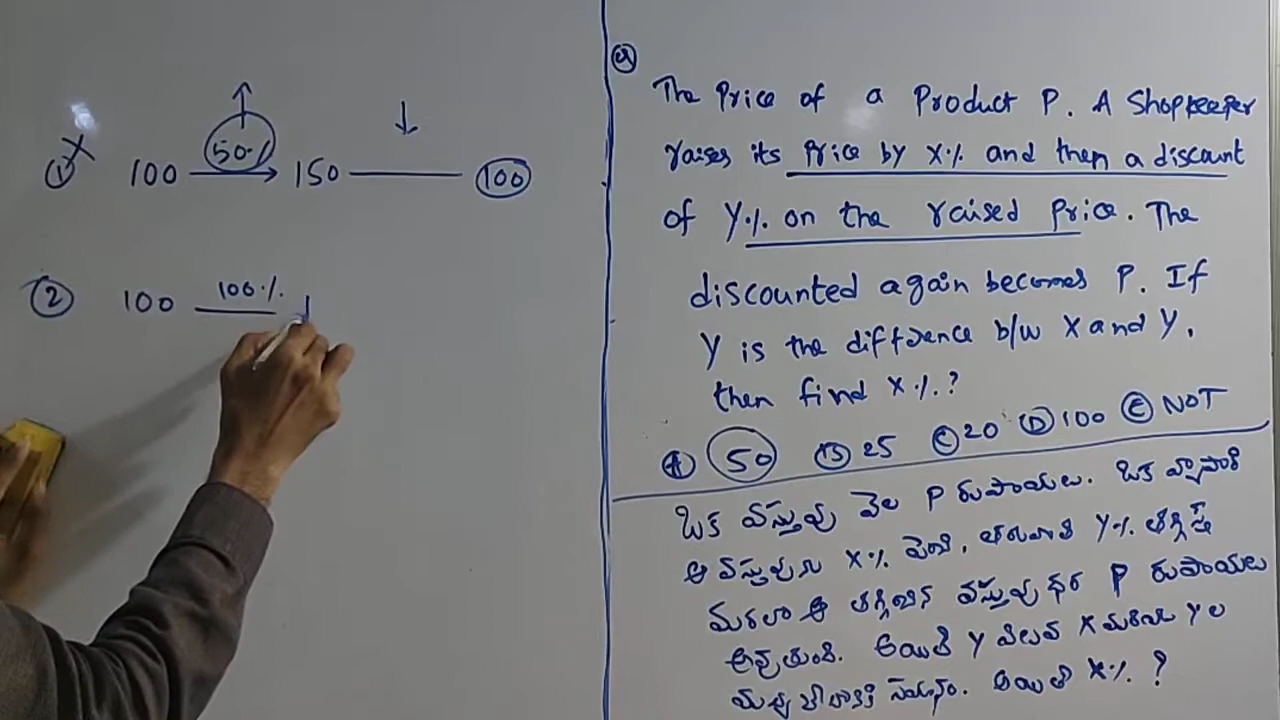 ① X 100 50% 150 100
② 100 100%
Q
The Price of a Product P. A Shopkeeper
raises its Price by X% and then a discount
of Y% on the raised Price. The
discounted again becomes P. If
Y is the difference b/w X and Y,
then find X%?
Ⓐ 50 Ⓑ 25 Ⓒ 20 Ⓓ 100 Ⓔ NOT
ఒక వస్తువు వెల P రుపాయలు. ఒక వ్యాపారి
ఆ వస్తువును X% పెంచి, తరువాత Y% తగ్గిస్తే
మరలా ఆ తగ్గించిన వస్తువు ధర P రుపాయలు
అవుతుంది. అయితే Y విలువ X మరియు Y ల
మధ్య తేడాకి సమానం. అయితే X% ?